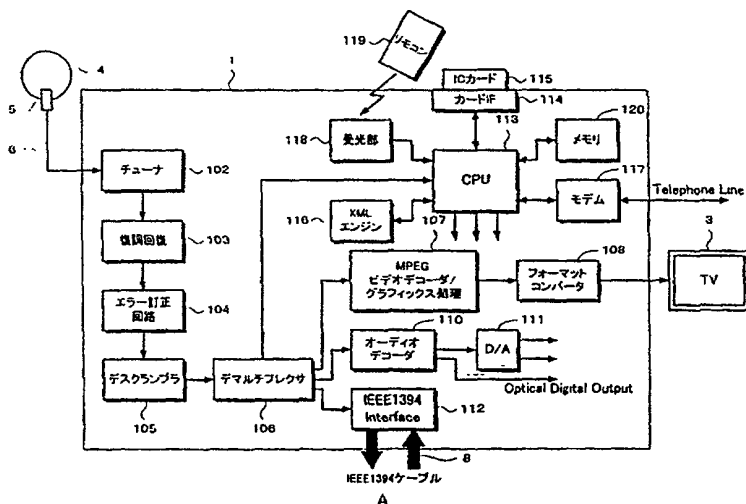 119
リモコン
4
1
ICカード
115
カードIF
114
5
113
120
118
受光部
メモリ
6
チューナ
102
CPU
117
モデム
Telephone Line
116
XML
エンジン
107
3
復調回復
103
108
MPEG
ビデオデコーダ/
グラフィックス処理
フォーマット
コンバータ
TV
エラー訂正
回路
104
110
111
オーディオ
デコーダ
D/A
デスクランブラ
デマルチプレクサ
Optical Digital Output
105
106
IEEE1394
Interface
112
8
IEEE1394ケーブル
A